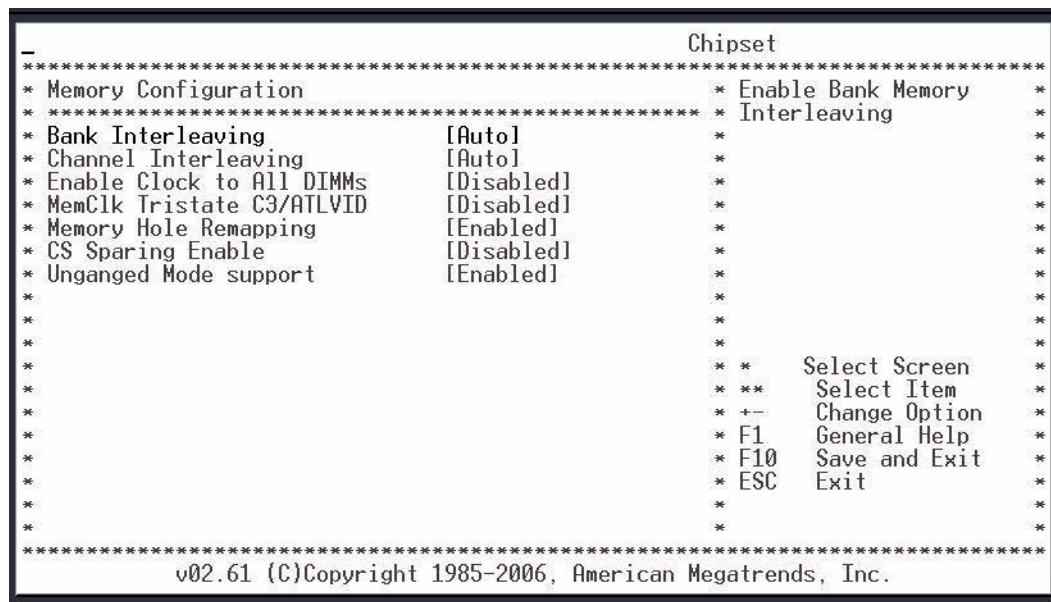 Chipset
********************************************************************************
* Memory Configuration * Enable Bank Memory *
* *************************************************** * Interleaving *
* Bank Interleaving [Auto] * *
* Channel Interleaving [Auto] * *
* Enable Clock to All DIMMs [Disabled] * *
* MemClk Tristate C3/ATLVID [Disabled] * *
* Memory Hole Remapping [Enabled] * *
* CS Sparing Enable [Disabled] * *
* Unganged Mode support [Enabled] * *
* * *
* * *
* * *
* * * Select Screen *
* * ** Select Item *
* * +- Change Option *
* * F1 General Help *
* * F10 Save and Exit *
* * ESC Exit *
* * *
* * *
********************************************************************************
v02.61 (C)Copyright 1985-2006, American Megatrends, Inc.